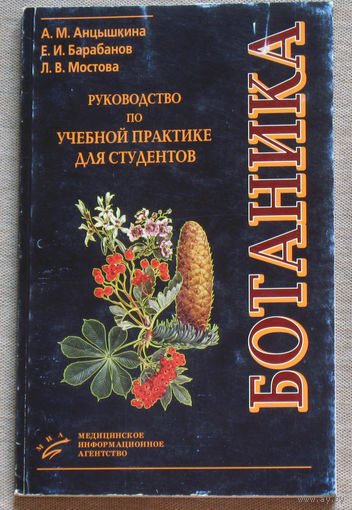 А. М. Анцышкина
Е. И. Барабанов
Л. В. Мостова
РУКОВОДСТВО
ПО
УЧЕБНОЙ ПРАКТИКЕ
ДЛЯ СТУДЕНТОВ
БОТАНИКА
МИА
МЕДИЦИНСКОЕ
ИНФОРМАЦИОННОЕ
АГЕНТСТВО